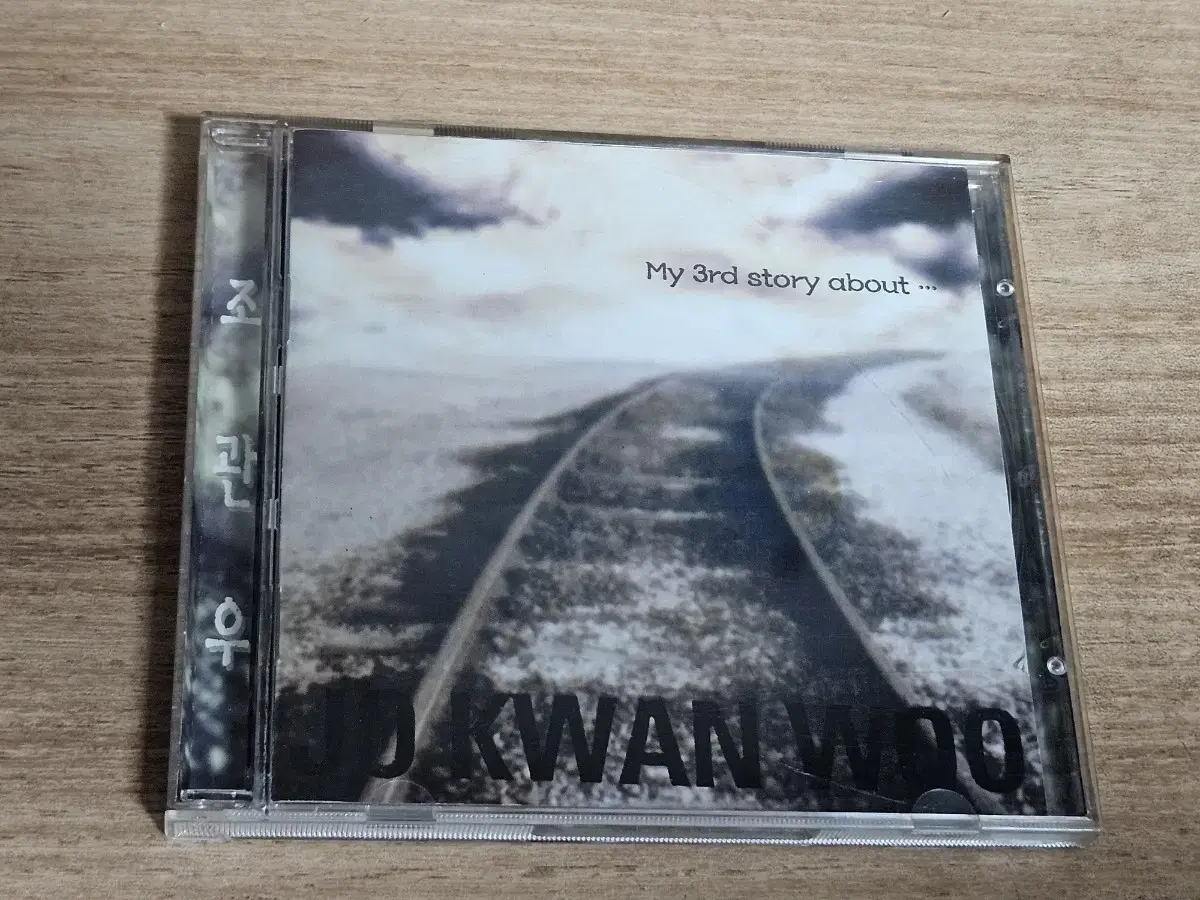 조관우
My 3rd story about ...
JO KWAN WOO